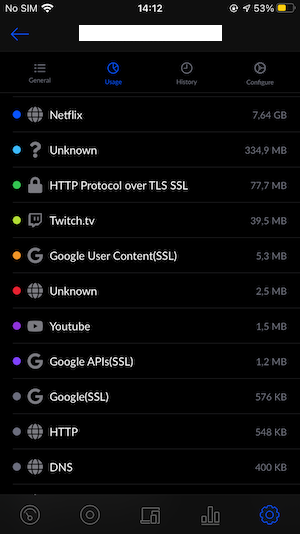 No SIM 14:12 53%
General Usage History Configure
Netflix 7,64 GB
Unknown 334,9 MB
HTTP Protocol over TLS SSL 77,7 MB
Twitch.tv 39,5 MB
Google User Content(SSL) 5,3 MB
Unknown 2,5 MB
Youtube 1,5 MB
Google APIs(SSL) 1,2 MB
Google(SSL) 576 KB
HTTP 548 KB
DNS 400 KB